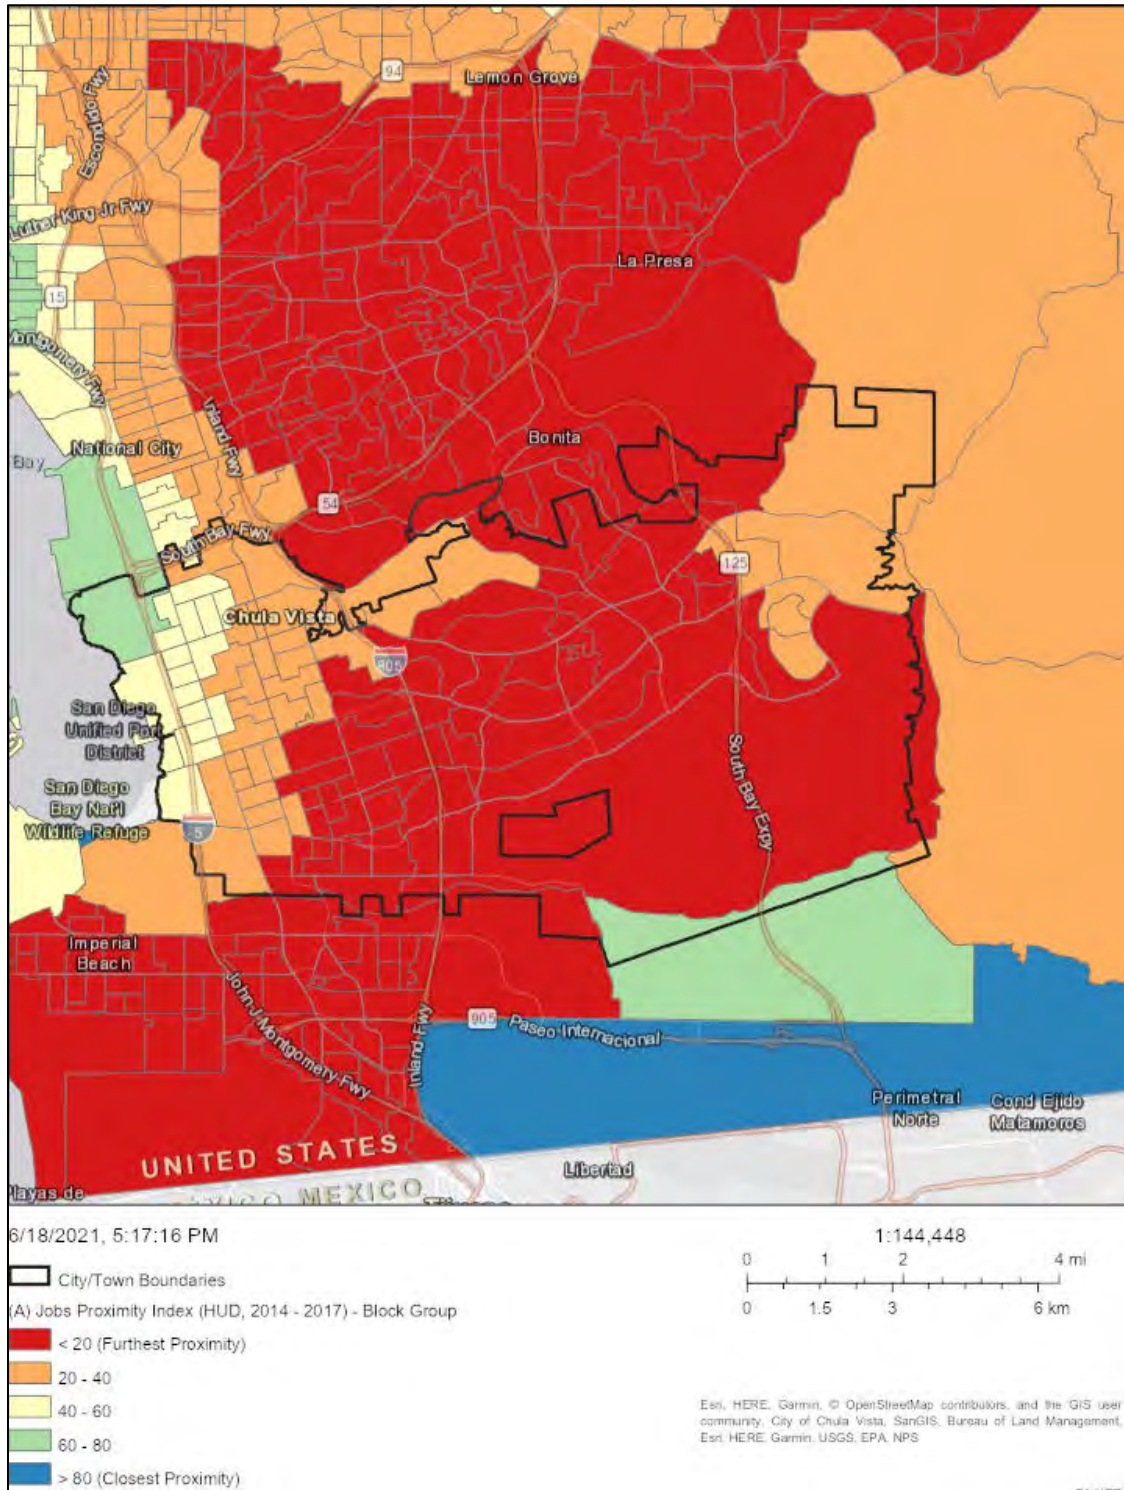 94
Lemon Grove
Escondido Fwy
Luther King Jr Fwy
La Presa
15
Montgomery Fwy
Inland Fwy
National City
Bay
Bonita
54
South Bay Fwy
125
Chula Vista
805
San Diego
Unified Port
District
South Bay Expy
San Diego
Bay Nat'l
Wildlife Refuge
5
Imperial
Beach
John J Montgomery Fwy
Inland Fwy
905
Paseo Internacional
Perimetral
Norte
Cond Ejido
Matamoros
UNITED STATES
MEXICO
Libertad
Playas de
6/18/2021, 5:17:16 PM
1:144,448
0 1 2 4 mi
0 1.5 3 6 km
City/Town Boundaries
(A) Jobs Proximity Index (HUD, 2014 - 2017) - Block Group
< 20 (Furthest Proximity)
20 - 40
40 - 60
60 - 80
> 80 (Closest Proximity)
Esri, HERE, Garmin, © OpenStreetMap contributors, and the GIS user
community, City of Chula Vista, SanGIS, Bureau of Land Management,
Esri, HERE, Garmin, USGS, EPA, NPS